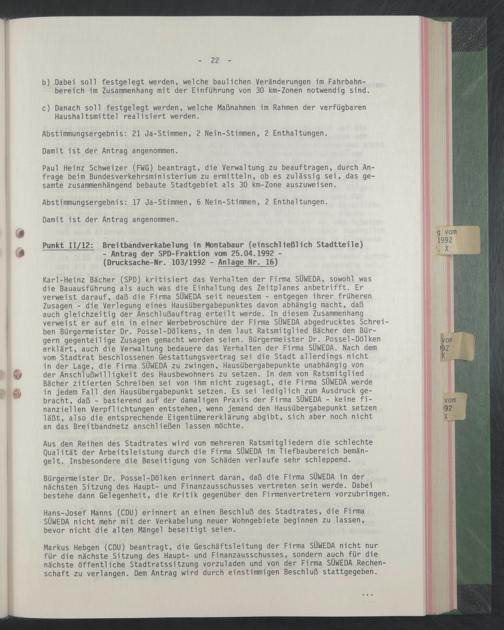 - 22 -
b) Dabei soll festgelegt werden, welche baulichen Veränderungen im Fahrbahn-
bereich im Zusammenhang mit der Einführung von 30 km-Zonen notwendig sind.
c) Danach soll festgelegt werden, welche Maßnahmen im Rahmen der verfügbaren
Haushaltsmittel realisiert werden.
Abstimmungsergebnis: 21 Ja-Stimmen, 2 Nein-Stimmen, 2 Enthaltungen.
Damit ist der Antrag angenommen.
Paul Heinz Schweizer (FWG) beantragt, die Verwaltung zu beauftragen, durch An-
frage beim Bundesverkehrsministerium zu ermitteln, ob es zulässig sei, das ge-
samte zusammenhängend bebaute Stadtgebiet als 30 km-Zone auszuweisen.
Abstimmungsergebnis: 17 Ja-Stimmen, 6 Nein-Stimmen, 2 Enthaltungen.
Damit ist der Antrag angenommen.
Punkt II/12: Breitbandverkabelung in Montabaur (einschließlich Stadtteile)
- Antrag der SPD-Fraktion vom 25.04.1992 -
(Drucksache-Nr. 103/1992 - Anlage Nr. 16)
Karl-Heinz Bächer (SPD) kritisiert das Verhalten der Firma SÜWEDA, sowohl was
die Bauausführung als auch was die Einhaltung des Zeitplanes anbetrifft. Er
verweist darauf, daß die Firma SÜWEDA seit neuestem - entgegen ihrer früheren
Zusagen - die Verlegung eines Hausübergabepunktes davon abhängig macht, daß
auch gleichzeitig der Anschlußauftrag erteilt werde. In diesem Zusammenhang
verweist er auf ein in einer Werbebroschüre der Firma SÜWEDA abgedrucktes Schrei-
ben Bürgermeister Dr. Possel-Dölkens, in dem laut Ratsmitglied Bächer den Bür-
gern gegenteilige Zusagen gemacht worden seien. Bürgermeister Dr. Possel-Dölken
erklärt, auch die Verwaltung bedauere das Verhalten der Firma SÜWEDA. Nach dem
vom Stadtrat beschlossenen Gestattungsvertrag sei die Stadt allerdings nicht
in der Lage, die Firma SÜWEDA zu zwingen, Hausübergabepunkte unabhängig von
der Anschlußwilligkeit des Hausbewohners zu setzen. In dem von Ratsmitglied
Bächer zitierten Schreiben sei von ihm nicht zugesagt, die Firma SÜWEDA werde
in jedem Fall den Hausübergabepunkt setzen. Es sei lediglich zum Ausdruck ge-
bracht, daß - basierend auf der damaligen Praxis der Firma SÜWEDA - keine fi-
nanziellen Verpflichtungen entstehen, wenn jemand den Hausübergabepunkt setzen
läßt, also die entsprechende Eigentümererklärung abgibt, sich aber noch nicht
an das Breitbandnetz anschließen lassen möchte.
Aus den Reihen des Stadtrates wird von mehreren Ratsmitgliedern die schlechte
Qualität der Arbeitsleistung durch die Firma SÜWEDA im Tiefbaubereich bemän-
gelt. Insbesondere die Beseitigung von Schäden verlaufe sehr schleppend.
Bürgermeister Dr. Possel-Dölken erinnert daran, daß die Firma SÜWEDA in der
nächsten Sitzung des Haupt- und Finanzausschusses vertreten sein werde. Dabei
bestehe dann Gelegenheit, die Kritik gegenüber den Firmenvertretern vorzubringen.
Hans-Josef Manns (CDU) erinnert an einen Beschluß des Stadtrates, die Firma
SÜWEDA nicht mehr mit der Verkabelung neuer Wohngebiete beginnen zu lassen,
bevor nicht die alten Mängel beseitigt seien.
Markus Hebgen (CDU) beantragt, die Geschäftsleitung der Firma SÜWEDA nicht nur
für die nächste Sitzung des Haupt- und Finanzausschusses, sondern auch für die
nächste öffentliche Stadtratssitzung vorzuladen und von der Firma SÜWEDA Rechen-
schaft zu verlangen. Dem Antrag wird durch einstimmigen Beschluß stattgegeben.
...
vom
1992
X
von
92
X
von
92
X